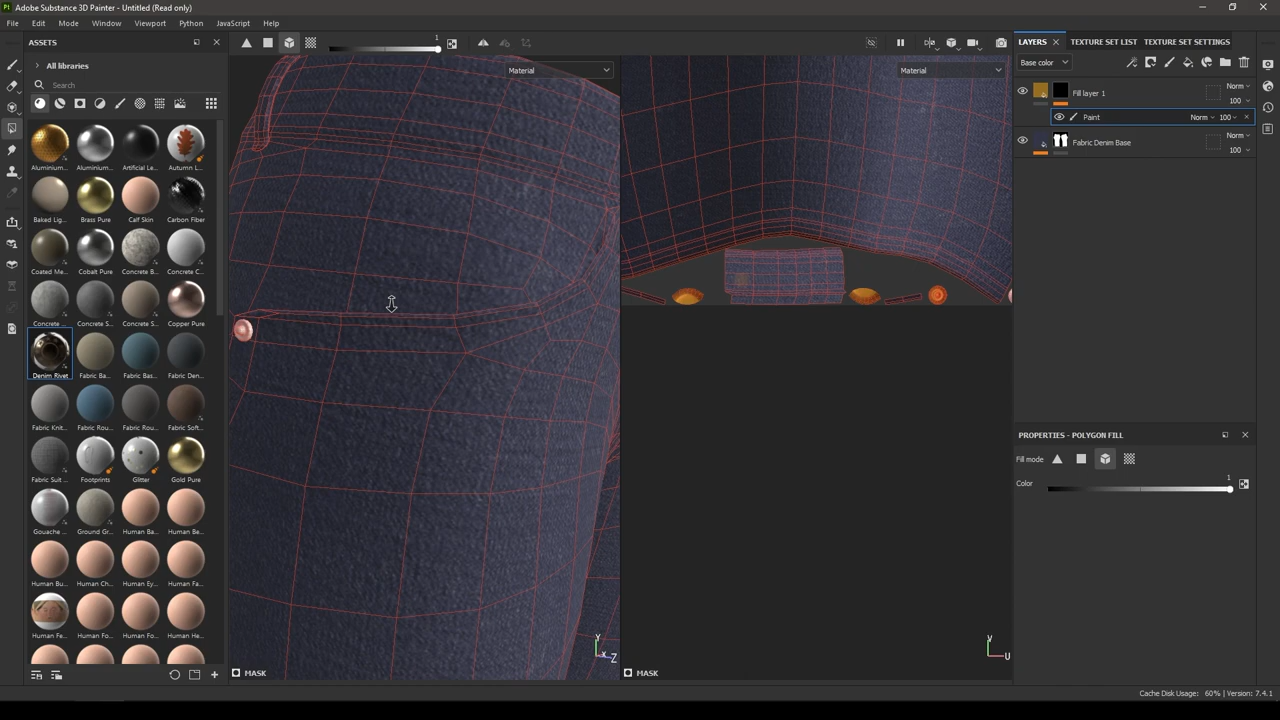 Pt Adobe Substance 3D Painter - Untitled (Read only)
File Edit Mode Window Viewport Python JavaScript Help
ASSETS
All libraries
Search
Aluminium... Aluminium... Artificial Le... Autumn L...
Baked Lig... Brass Pure Calf Skin Carbon Fiber
Coated Me... Cobalt Pure Concrete B... Concrete C...
Concrete ... Concrete S... Concrete S... Copper Pure
Denim Rivet Fabric Ba... Fabric Bas... Fabric Den...
Fabric Knit... Fabric Rou... Fabric Rou... Fabric Soft...
Fabric Suit ... Footprints Glitter Gold Pure
Gouache ... Ground Gr... Human Ba... Human Be...
Human Bu... Human Ch... Human Ey... Human Fa...
Human Fe... Human Fo... Human Fo... Human He...
1
Material
Y
X
Z
MASK
Material
V
U
MASK
LAYERS TEXTURE SET LIST TEXTURE SET SETTINGS
Base color
Fill layer 1 Norm
100
Paint Norm 100
Fabric Denim Base Norm
100
PROPERTIES - POLYGON FILL
Fill mode
Color 1
Cache Disk Usage: 60% | Version: 7.4.1